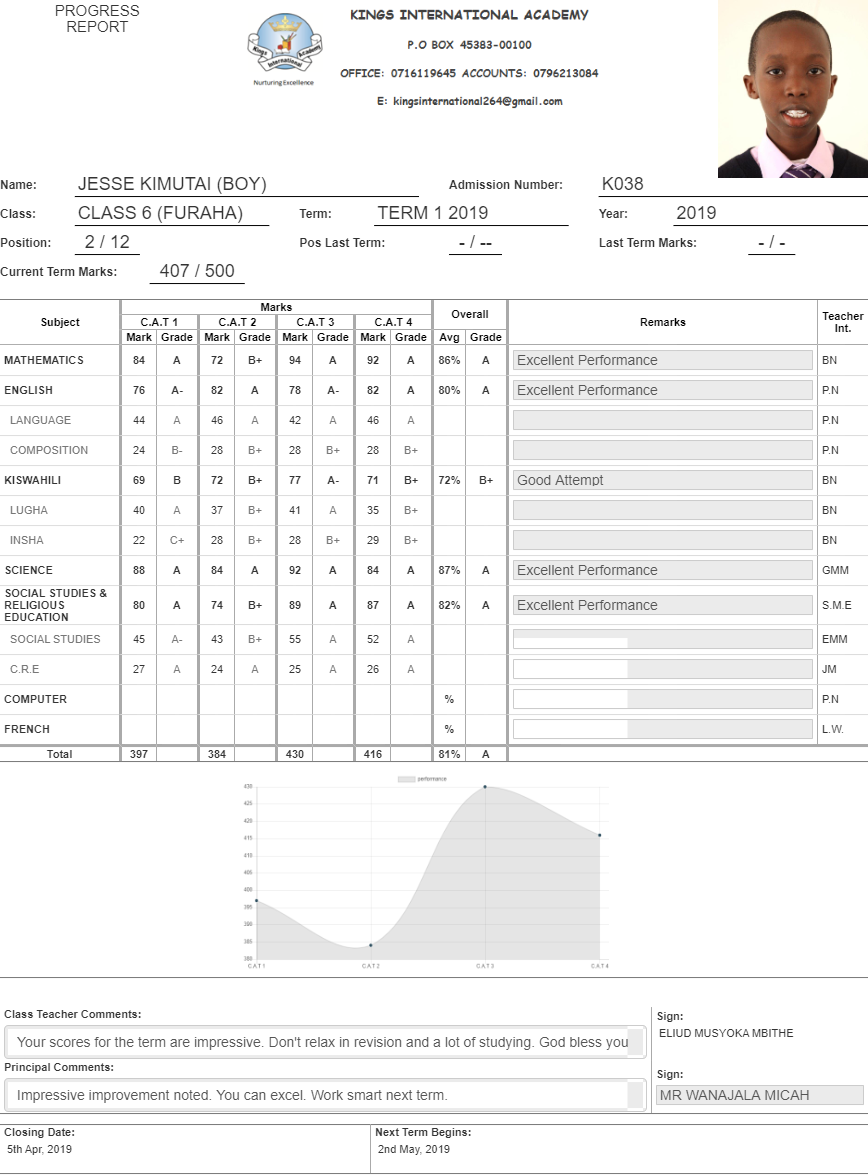 PROGRESS
REPORT
KINGS INTERNATIONAL ACADEMY
P.O BOX 45383-00100
OFFICE: 0716119645 ACCOUNTS: 0796213084
E: kingsinternational264@gmail.com
Kings International Academy
Nurturing Excellence
Name: JESSE KIMUTAI (BOY) Admission Number: K038
Class: CLASS 6 (FURAHA) Term: TERM 1 2019 Year: 2019
Position: 2 / 12 Pos Last Term: - / -- Last Term Marks: - / -
Current Term Marks: 407 / 500
Subject Marks Overall Remarks Teacher Int.
C.A.T 1 C.A.T 2 C.A.T 3 C.A.T 4
Mark Grade Mark Grade Mark Grade Mark Grade Avg Grade
MATHEMATICS 84 A 72 B+ 94 A 92 A 86% A Excellent Performance BN
ENGLISH 76 A- 82 A 78 A- 82 A 80% A Excellent Performance P.N
LANGUAGE 44 A 46 A 42 A 46 A P.N
COMPOSITION 24 B- 28 B+ 28 B+ 28 B+ P.N
KISWAHILI 69 B 72 B+ 77 A- 71 B+ 72% B+ Good Attempt BN
LUGHA 40 A 37 B+ 41 A 35 B+ BN
INSHA 22 C+ 28 B+ 28 B+ 29 B+ BN
SCIENCE 88 A 84 A 92 A 84 A 87% A Excellent Performance GMM
SOCIAL STUDIES &
RELIGIOUS
EDUCATION 80 A 74 B+ 89 A 87 A 82% A Excellent Performance S.M.E
SOCIAL STUDIES 45 A- 43 B+ 55 A 52 A EMM
C.R.E 27 A 24 A 25 A 26 A JM
COMPUTER % P.N
FRENCH % L.W.
Total 397 384 430 416 81% A
performance
430
425
420
415
410
405
400
395
390
385
380
CAT1 CAT2 CAT3 CAT4
Class Teacher Comments: Sign:
Your scores for the term are impressive. Don't relax in revision and a lot of studying. God bless you ELIUD MUSYOKA MBITHE
Principal Comments: Sign:
Impressive improvement noted. You can excel. Work smart next term. MR WANAJALA MICAH
Closing Date: Next Term Begins:
5th Apr, 2019 2nd May, 2019